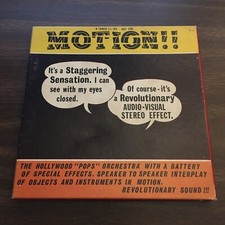 MOTION!!
It's a Staggering
Sensation. I can
see with my eyes
closed.
Of course - it's
a Revolutionary
AUDIO-VISUAL
STEREO EFFECT.
THE HOLLYWOOD "POPS" ORCHESTRA WITH A BATTERY
OF SPECIAL EFFECTS. SPEAKER TO SPEAKER INTERPLAY
OF OBJECTS AND INSTRUMENTS IN MOTION.
REVOLUTIONARY SOUND!!!